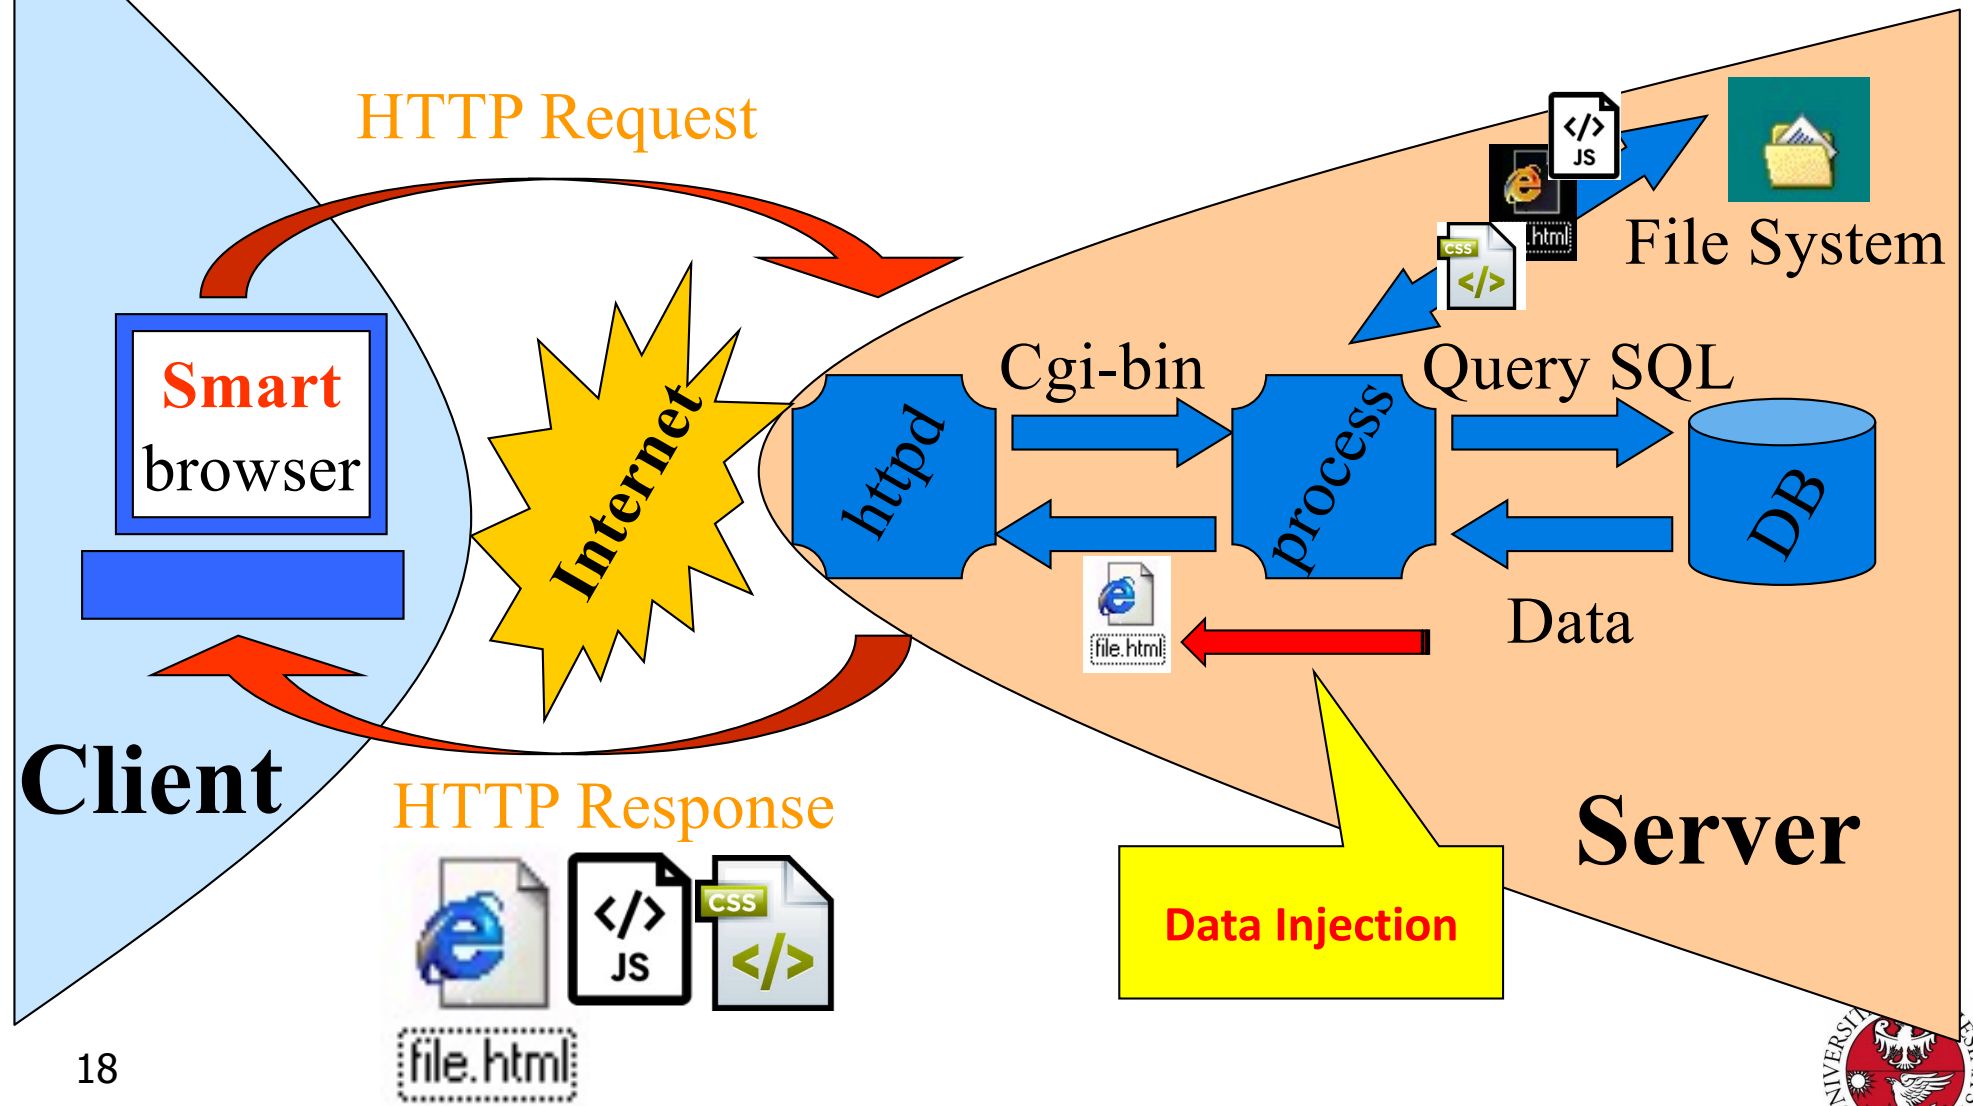 HTTP Request
</> JS
.html
CSS
</>
File System
Smart
browser
Internet
httpd
Cgi-bin
process
Query SQL
DB
file.html
Data
Client
HTTP Response
Server
</> JS
CSS
</>
file.html
Data Injection
18